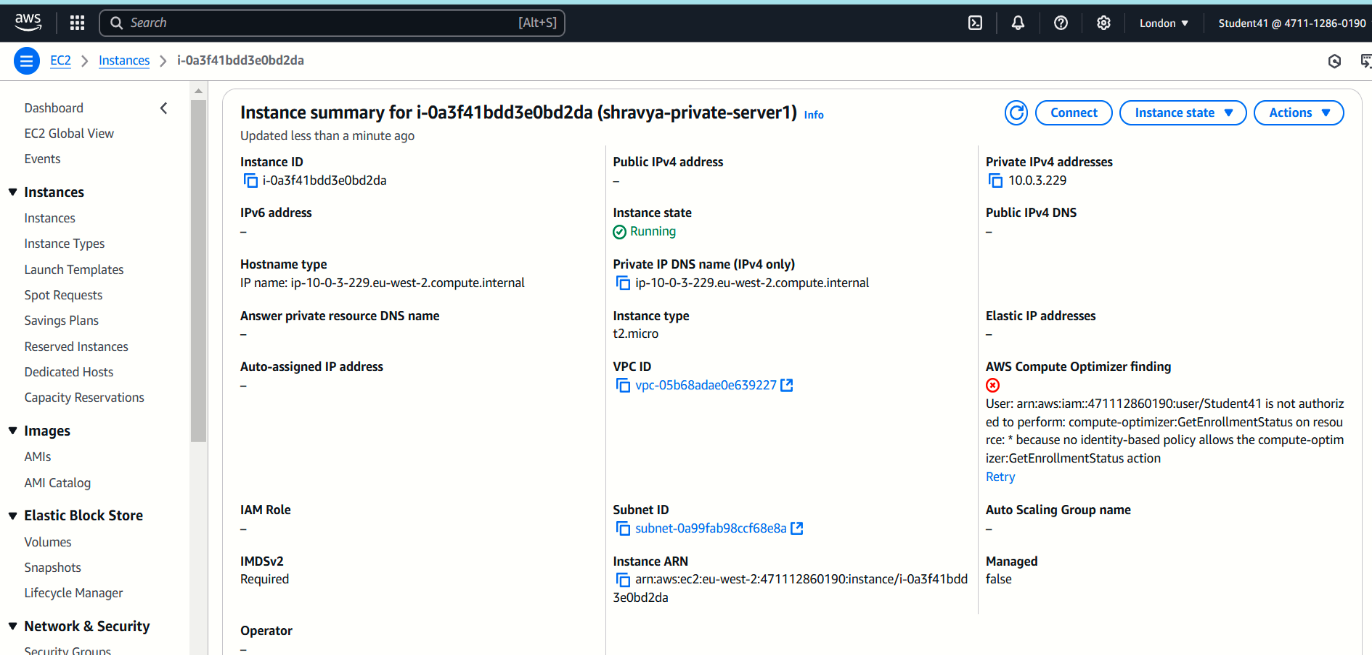 aws
Search [Alt+S]
London ▼
Student41 @ 4711-1286-0190
EC2 > Instances > i-0a3f41bdd3e0bd2da
Dashboard
EC2 Global View
Events
Instances
Instances
Instance Types
Launch Templates
Spot Requests
Savings Plans
Reserved Instances
Dedicated Hosts
Capacity Reservations
Images
AMIs
AMI Catalog
Elastic Block Store
Volumes
Snapshots
Lifecycle Manager
Network & Security
Security Groups
Instance summary for i-0a3f41bdd3e0bd2da (shravya-private-server1) Info
Updated less than a minute ago
Connect
Instance state ▼
Actions ▼
Instance ID
i-0a3f41bdd3e0bd2da
Public IPv4 address
–
Private IPv4 addresses
10.0.3.229
IPv6 address
–
Instance state
Running
Public IPv4 DNS
–
Hostname type
IP name: ip-10-0-3-229.eu-west-2.compute.internal
Private IP DNS name (IPv4 only)
ip-10-0-3-229.eu-west-2.compute.internal
Answer private resource DNS name
–
Instance type
t2.micro
Elastic IP addresses
–
Auto-assigned IP address
–
VPC ID
vpc-05b68adae0e639227
AWS Compute Optimizer finding
User: arn:aws:iam::471112860190:user/Student41 is not authoriz
ed to perform: compute-optimizer:GetEnrollmentStatus on resou
rce: * because no identity-based policy allows the compute-optim
izer:GetEnrollmentStatus action
Retry
IAM Role
–
Subnet ID
subnet-0a99fab98ccf68e8a
Auto Scaling Group name
–
IMDSv2
Required
Instance ARN
arn:aws:ec2:eu-west-2:471112860190:instance/i-0a3f41bdd
3e0bd2da
Managed
false
Operator
–